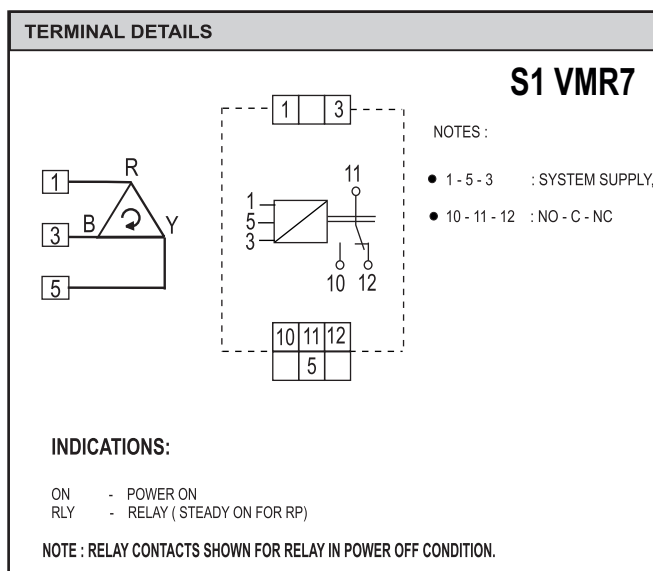 TERMINAL DETAILS
S1 VMR7
1 3
NOTES :
● 1 - 5 - 3 : SYSTEM SUPPLY,
● 10 - 11 - 12 : NO - C - NC
1
R
3
B
Y
5
1
5
3
11
10 12
10 11 12
5
INDICATIONS:
ON - POWER ON
RLY - RELAY ( STEADY ON FOR RP)
NOTE : RELAY CONTACTS SHOWN FOR RELAY IN POWER OFF CONDITION.